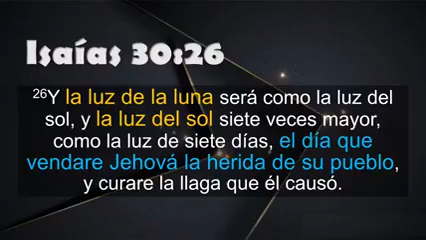 Isaías 30:26
26Y la luz de la luna será como la luz del
sol, y la luz del sol siete veces mayor,
como la luz de siete días, el día que
vendare Jehová la herida de su pueblo,
y curare la llaga que él causó.